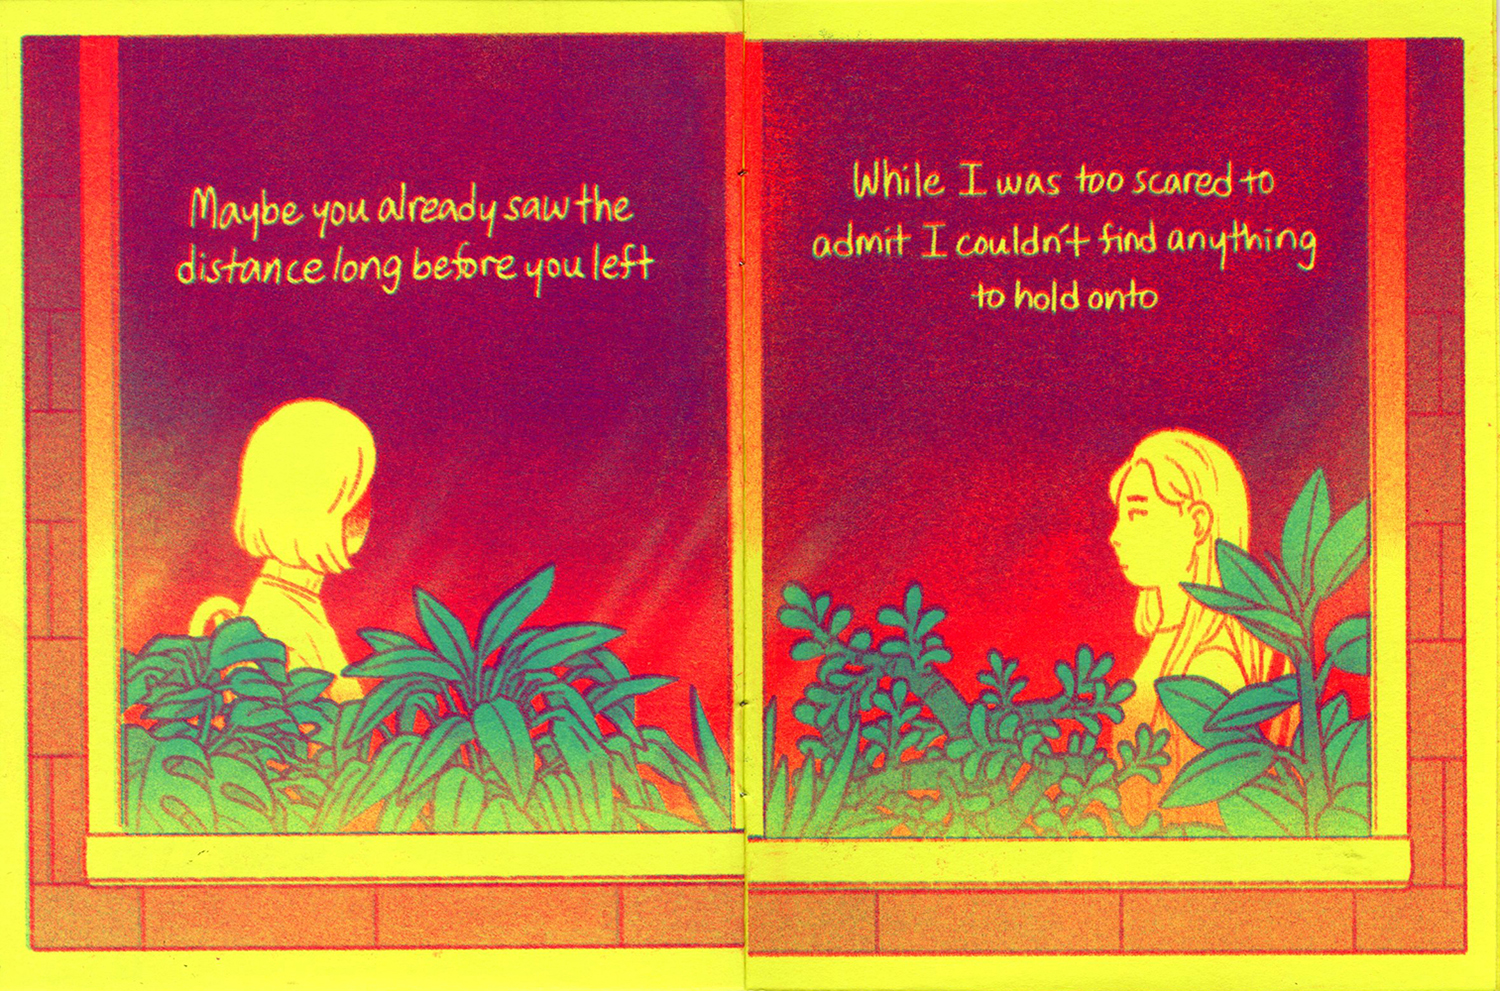 Maybe you already saw the
distance long before you left
While I was too scared to
admit I couldn't find anything
to hold onto